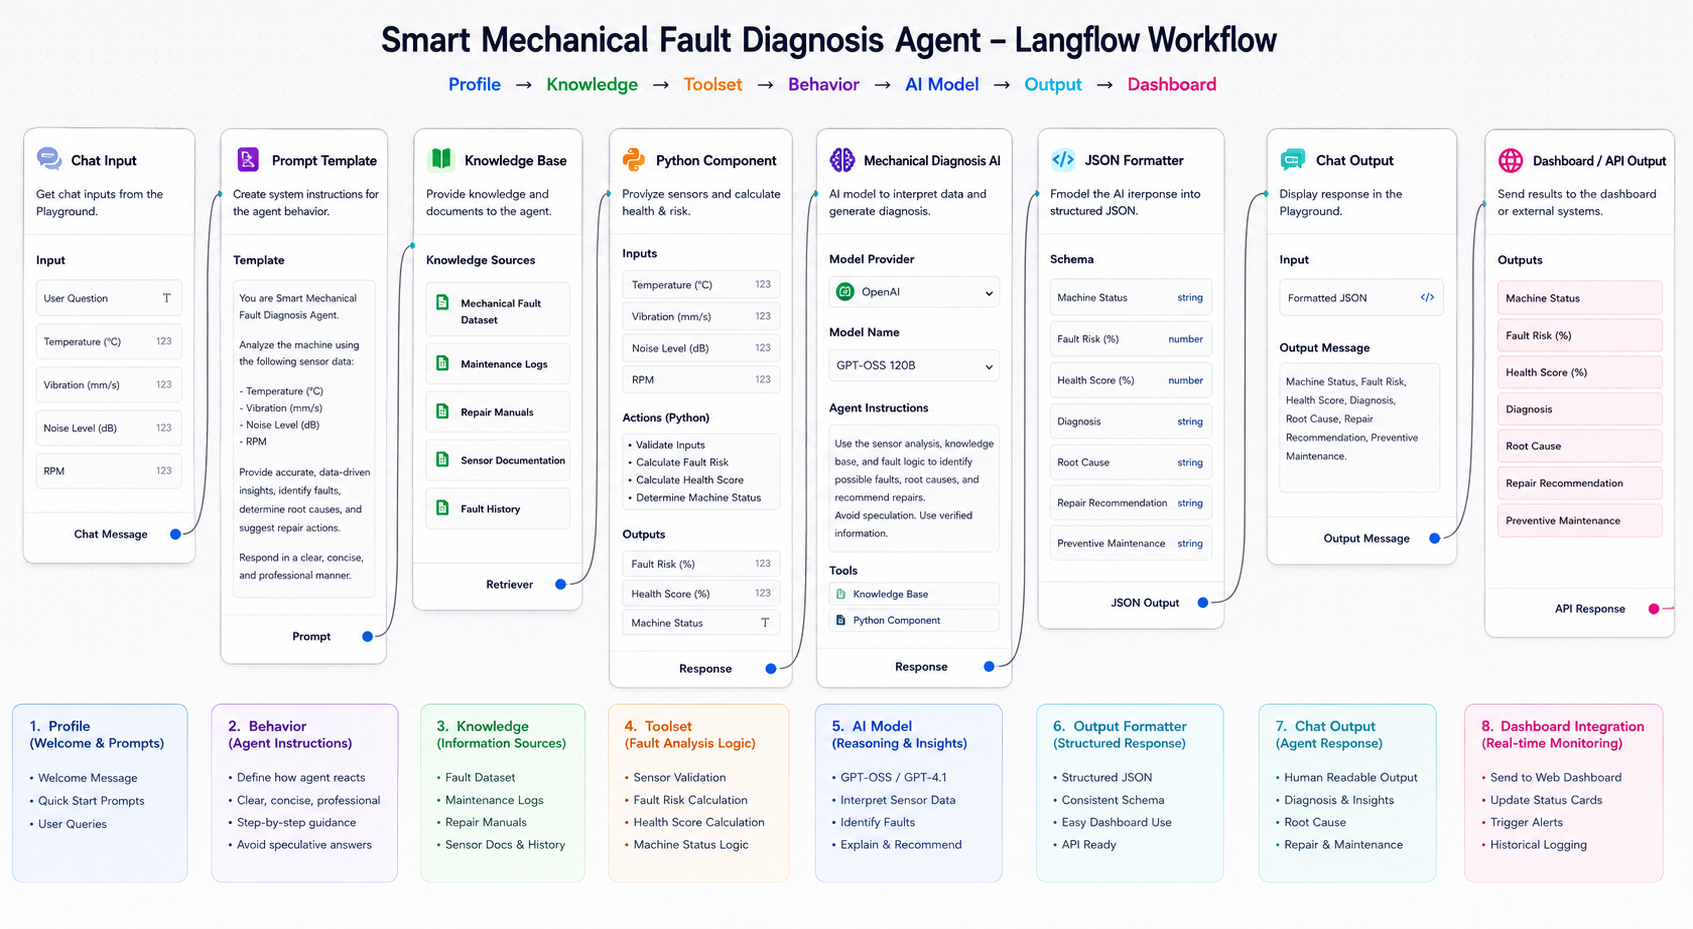 Smart Mechanical Fault Diagnosis Agent – Langflow Workflow
Profile → Knowledge → Toolset → Behavior → AI Model → Output → Dashboard
Chat Input
Get chat inputs from the
Playground.
Input
User Question T
Temperature (°C) 123
Vibration (mm/s) 123
Noise Level (dB) 123
RPM 123
Chat Message
Prompt Template
Create system instructions for
the agent behavior.
Template
You are Smart Mechanical
Fault Diagnosis Agent.
Analyze the machine using
the following sensor data:
- Temperature (°C)
- Vibration (mm/s)
- Noise Level (dB)
- RPM
Provide accurate, data-driven
insights, identify faults,
determine root causes, and
suggest repair actions.
Respond in a clear, concise,
and professional manner.
Prompt
Knowledge Base
Provide knowledge and
documents to the agent.
Knowledge Sources
Mechanical Fault
Dataset
Maintenance Logs
Repair Manuals
Sensor Documentation
Fault History
Retriever
Python Component
Proviyze sensors and calculate
health & risk.
Inputs
Temperature (°C) 123
Vibration (mm/s) 123
Noise Level (dB) 123
RPM 123
Actions (Python)
• Validate Inputs
• Calculate Fault Risk
• Calculate Health Score
• Determine Machine Status
Outputs
Fault Risk (%) 123
Health Score (%) 123
Machine Status T
Response
Mechanical Diagnosis AI
AI model to interpret data and
generate diagnosis.
Model Provider
OpenAI
Model Name
GPT-OSS 120B
Agent Instructions
Use the sensor analysis, knowledge
base, and fault logic to identify
possible faults, root causes, and
recommend repairs.
Avoid speculation. Use verified
information.
Tools
Knowledge Base
Python Component
Response
</> JSON Formatter
Fmodel the AI iterponse into
structured JSON.
Schema
Machine Status string
Fault Risk (%) number
Health Score (%) number
Diagnosis string
Root Cause string
Repair Recommendation string
Preventive Maintenance string
JSON Output
Chat Output
Display response in the
Playground.
Input
Formatted JSON </>
Output Message
Machine Status, Fault Risk,
Health Score, Diagnosis,
Root Cause, Repair
Recommendation, Preventive
Maintenance.
Output Message
Dashboard / API Output
Send results to the dashboard
or external systems.
Outputs
Machine Status
Fault Risk (%)
Health Score (%)
Diagnosis
Root Cause
Repair Recommendation
Preventive Maintenance
API Response
1. Profile
(Welcome & Prompts)
• Welcome Message
• Quick Start Prompts
• User Queries
2. Behavior
(Agent Instructions)
• Define how agent reacts
• Clear, concise, professional
• Step-by-step guidance
• Avoid speculative answers
3. Knowledge
(Information Sources)
• Fault Dataset
• Maintenance Logs
• Repair Manuals
• Sensor Docs & History
4. Toolset
(Fault Analysis Logic)
• Sensor Validation
• Fault Risk Calculation
• Health Score Calculation
• Machine Status Logic
5. AI Model
(Reasoning & Insights)
• GPT-OSS / GPT-4.1
• Interpret Sensor Data
• Identify Faults
• Explain & Recommend
6. Output Formatter
(Structured Response)
• Structured JSON
• Consistent Schema
• Easy Dashboard Use
• API Ready
7. Chat Output
(Agent Response)
• Human Readable Output
• Diagnosis & Insights
• Root Cause
• Repair & Maintenance
8. Dashboard Integration
(Real-time Monitoring)
• Send to Web Dashboard
• Update Status Cards
• Trigger Alerts
• Historical Logging